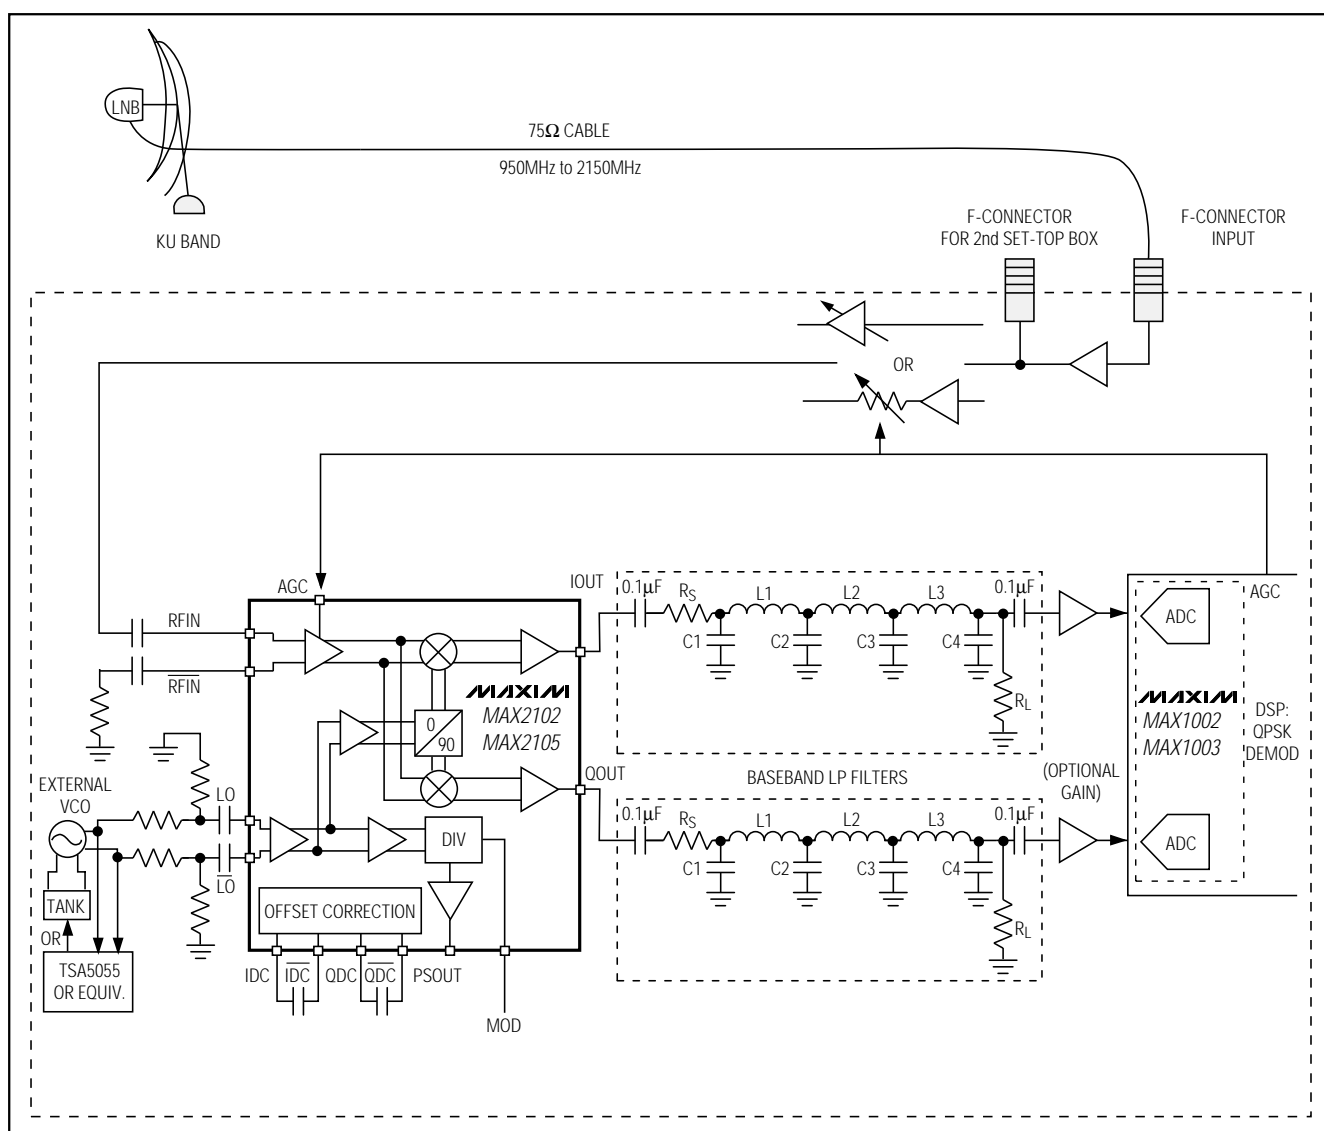 LNB
75Ω CABLE
950MHz to 2150MHz
KU BAND
F-CONNECTOR
FOR 2nd SET-TOP BOX
F-CONNECTOR
INPUT
OR
AGC
IOUT
0.1µF
RS
L1
L2
L3
0.1µF
C1
C2
C3
C4
RL
ADC
AGC
RFIN
RFIN
MAXIM
MAX2102
MAX2105
0
90
MAXIM
MAX1002
MAX1003
DSP:
QPSK
DEMOD
EXTERNAL
VCO
LO
LO
TANK
OR
TSA5055
OR EQUIV.
DIV
OFFSET CORRECTION
QOUT
BASEBAND LP FILTERS
(OPTIONAL
GAIN)
0.1µF
RS
L1
L2
L3
0.1µF
C1
C2
C3
C4
RL
ADC
IDC
IDC
QDC
QDC
PSOUT
MOD